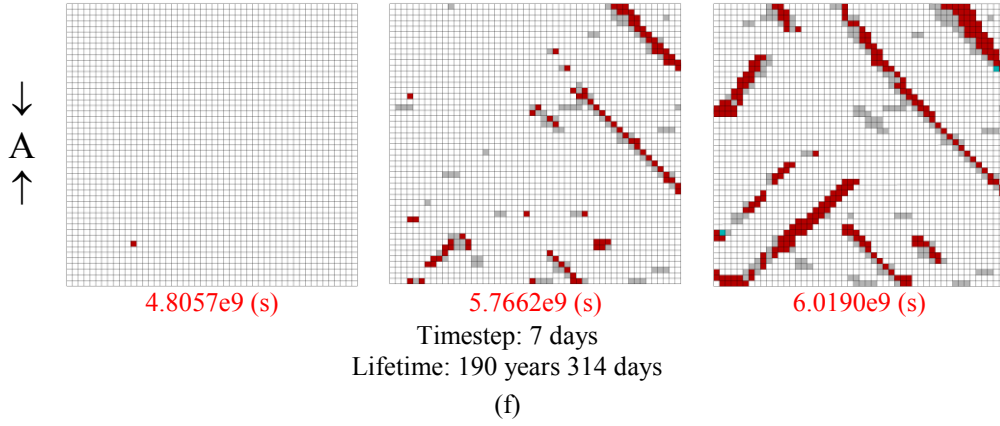 ↓
A
↑
4.8057e9 (s) 5.7662e9 (s) 6.0190e9 (s)
Timestep: 7 days
Lifetime: 190 years 314 days
(f)